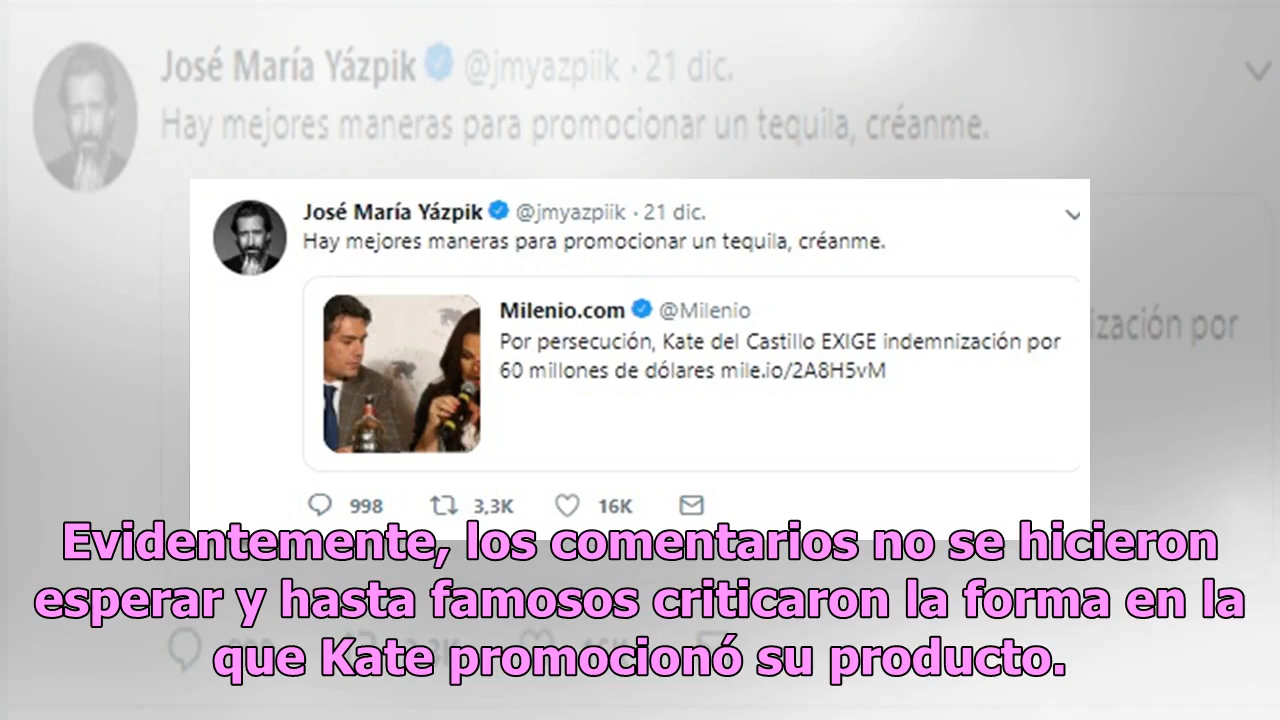 José María Yázpik @jmyazpiik · 21 dic.
Hay mejores maneras para promocionar un tequila, créanme.
José María Yázpik @jmyazpiik · 21 dic.
Hay mejores maneras para promocionar un tequila, créanme.
Milenio.com @Milenio
Por persecución, Kate del Castillo EXIGE indemnización por
60 millones de dólares mile.io/2A8H5vM
ización por
998 3,3K 16K
Evidentemente, los comentarios no se hicieron
esperar y hasta famosos criticaron la forma en la
que Kate promocionó su producto.